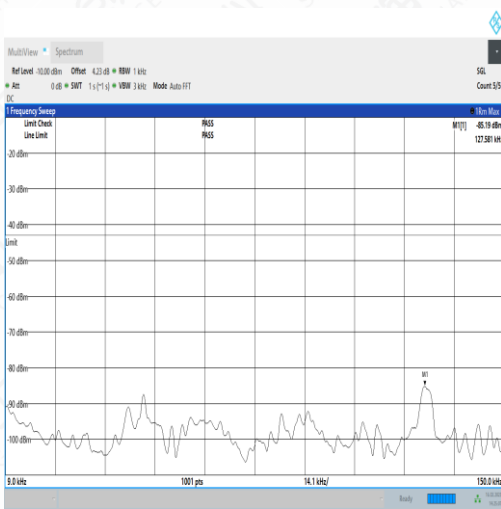 MultiView Spectrum
Ref Level -10.00 dBm Offset 4.23 dB RBW 1 kHz SGL
Att 0 dB SWT 1 s (~1 s) VBW 3 kHz Mode Auto FFT Count 5/5
DC
1 Frequency Sweep 1Rm Max
Limit Check PASS M1[1] -85.19 dBm
Line Limit PASS 127.581 kHz
-20 dBm
-30 dBm
-40 dBm
Limit
-50 dBm
-60 dBm
-70 dBm
-80 dBm
M1
-90 dBm
-100 dBm
9.0 kHz 1001 pts 14.1 kHz/ 150.0 kHz
Ready